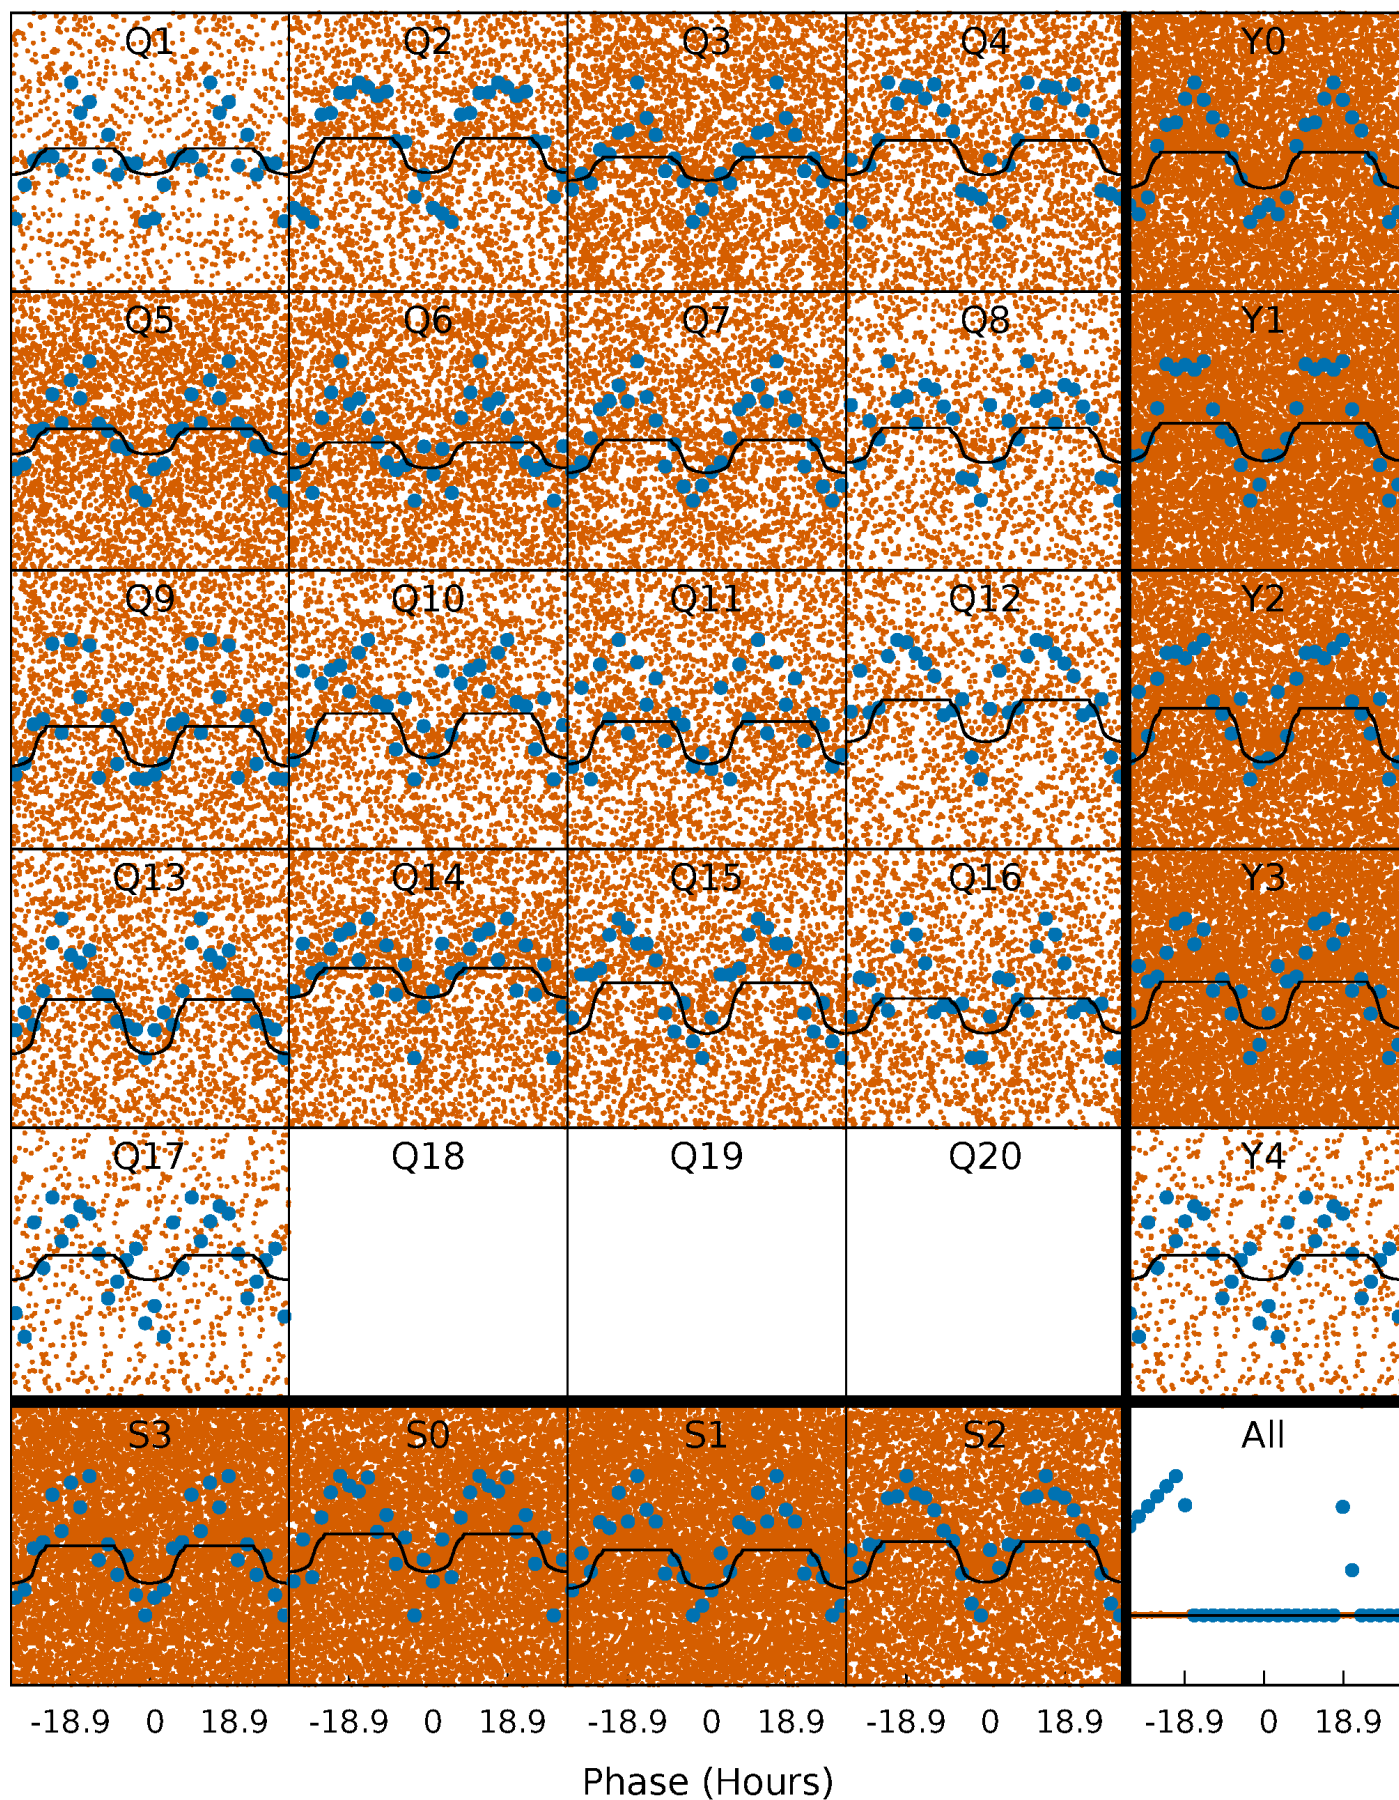 Q1 Q2 Q3 Q4 Y0
Q5 Q6 Q7 Q8 Y1
Q9 Q10 Q11 Q12 Y2
Q13 Q14 Q15 Q16 Y3
Q17 Q18 Q19 Q20 Y4
S3 S0 S1 S2 All
-18.9 0 18.9 -18.9 0 18.9 -18.9 0 18.9 -18.9 0 18.9 -18.9 0 18.9
Phase (Hours)